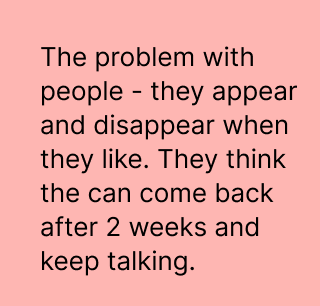 The problem with
people - they appear
and disappear when
they like. They think
the can come back
after 2 weeks and
keep talking.